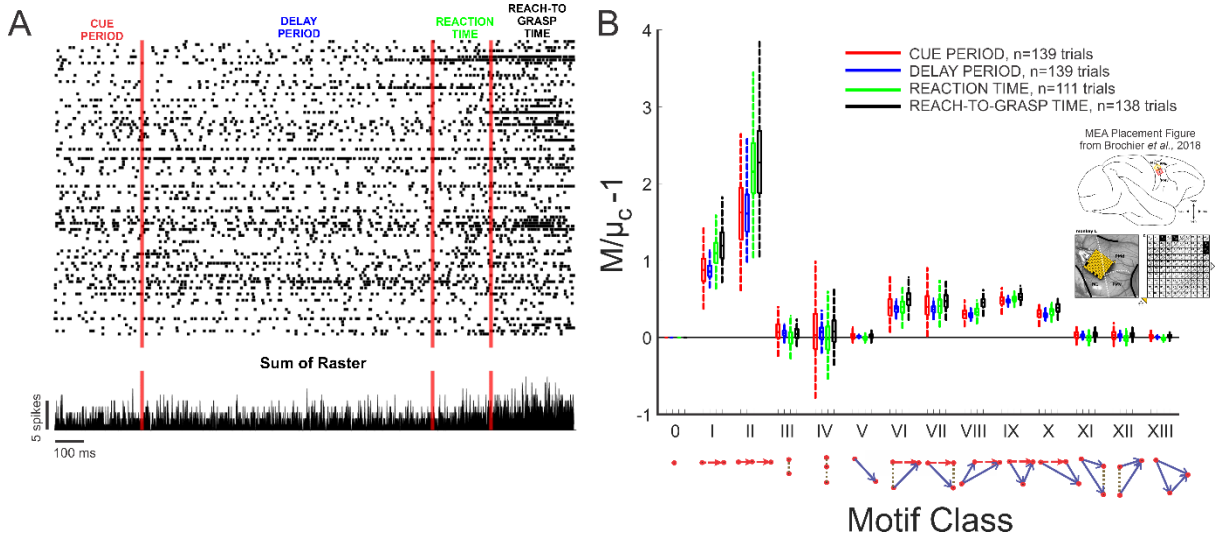 A
CUE
PERIOD
DELAY
PERIOD
REACTION
TIME
REACH-TO
GRASP
TIME
Sum of Raster
5 spikes
100 ms
B
M/μc-1
4
3
2
1
0
-1
CUE PERIOD, n=139 trials
DELAY PERIOD, n=139 trials
REACTION TIME, n=111 trials
REACH-TO-GRASP TIME, n=138 trials
MEA Placement Figure
from Brochier et al., 2018
0 I II III IV V VI VII VIII IX X XI XII XIII
Motif Class